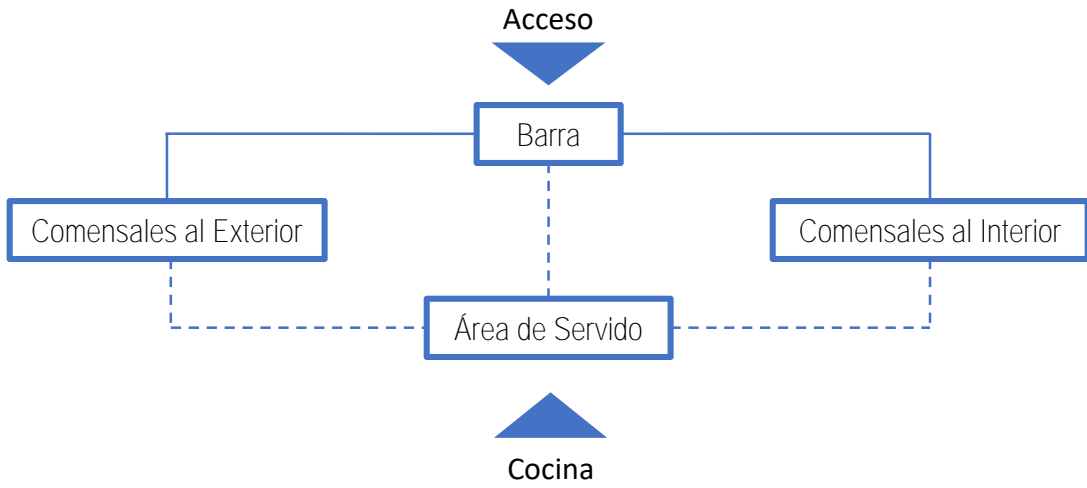 Acceso
Barra
Comensales al Exterior
Comensales al Interior
Área de Servido
Cocina